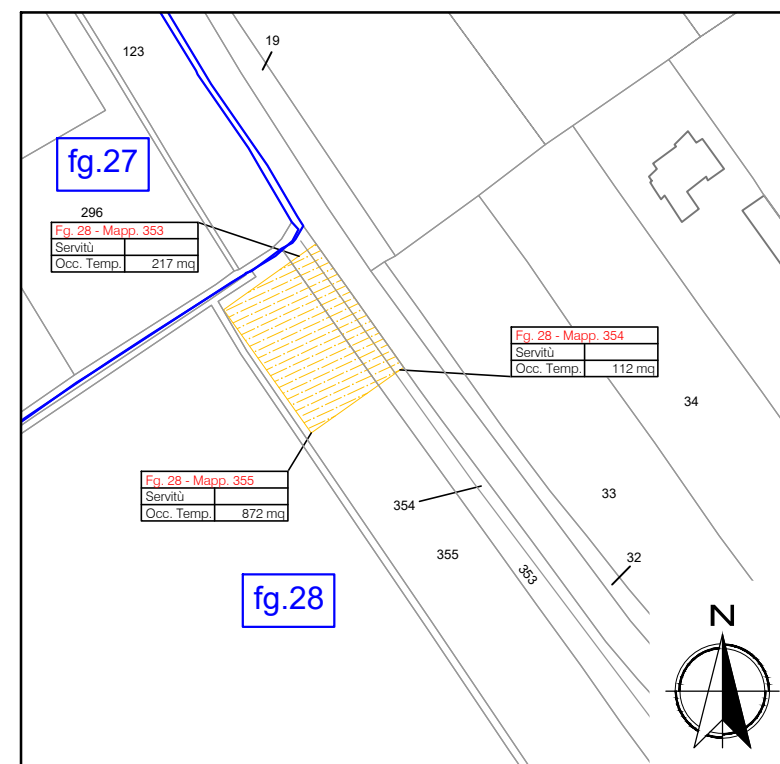 19
123
fg.27
296
Fg. 28 - Mapp. 353
Servitù
Occ. Temp. 217 mq
Fg. 28 - Mapp. 354
Servitù
Occ. Temp. 112 mq
34
Fg. 28 - Mapp. 355
Servitù
Occ. Temp. 872 mq
33
354
355
32
353
fg.28
N